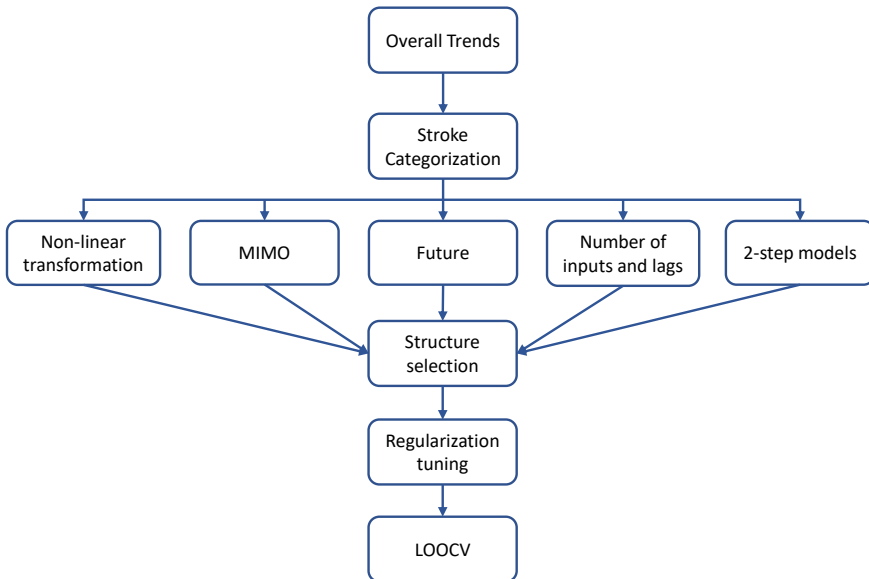 Overall Trends
Stroke
Categorization
Non-linear
transformation
MIMO
Future
Number of
inputs and lags
2-step models
Structure
selection
Regularization
tuning
LOOCV